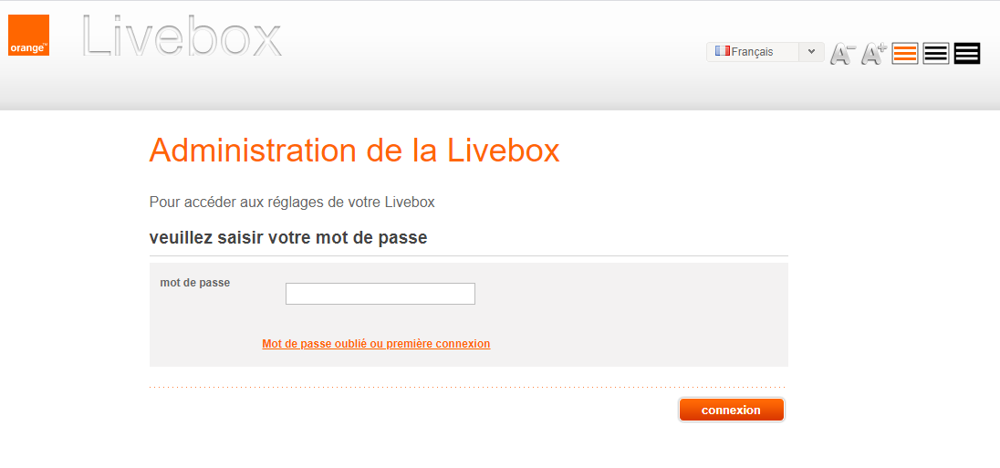 orange™
Livebox
Français
A- A+
Administration de la Livebox
Pour accéder aux réglages de votre Livebox
veuillez saisir votre mot de passe
mot de passe
Mot de passe oublié ou première connexion
connexion